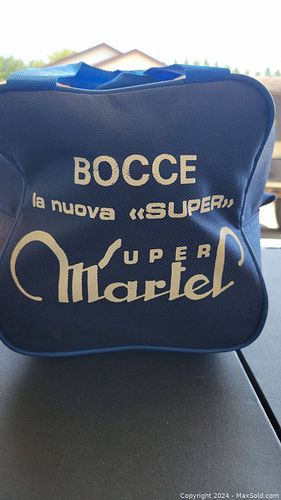 BOCCE
la nuova «SUPER»
SUPER
Martel
Copyright 2024 - MaxSold.com